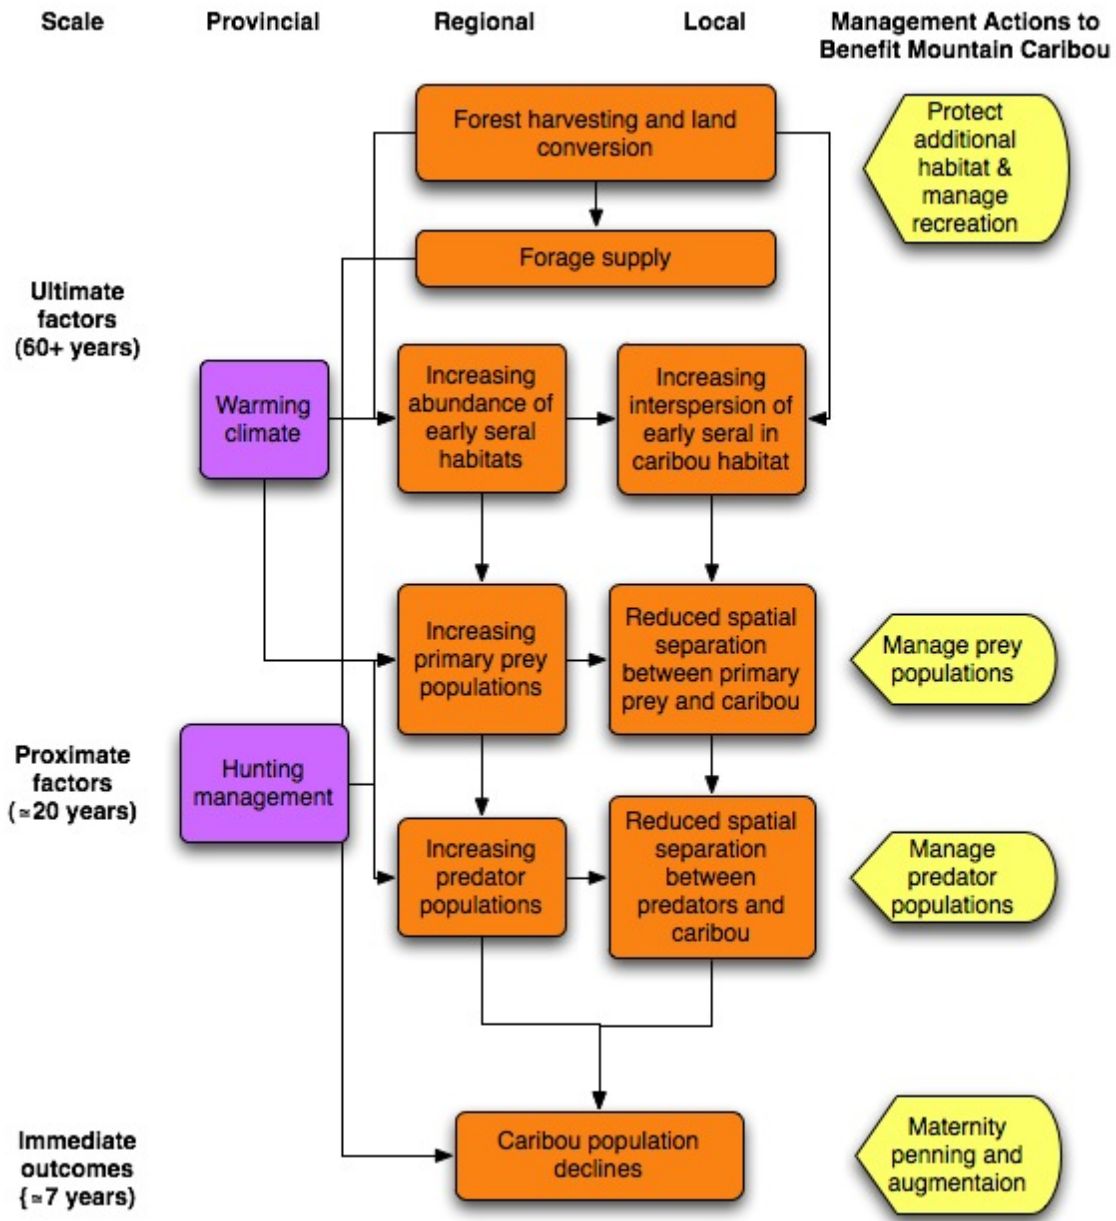 Scale
Provincial
Regional
Local
Management Actions to
Benefit Mountain Caribou
Forest harvesting and land
conversion
Protect
additional
habitat &
manage
recreation
Forage supply
Ultimate
factors
(60+ years)
Warming
climate
Increasing
abundance of
early seral
habitats
Increasing
interspersion of
early seral in
caribou habitat
Increasing
primary prey
populations
Reduced spatial
separation
between primary
prey and caribou
Manage prey
populations
Proximate
factors
(≃20 years)
Hunting
management
Increasing
predator
populations
Reduced spatial
separation
between
predators and
caribou
Manage
predator
populations
Immediate
outcomes
{≃7 years)
Caribou population
declines
Maternity
penning and
augmentaion